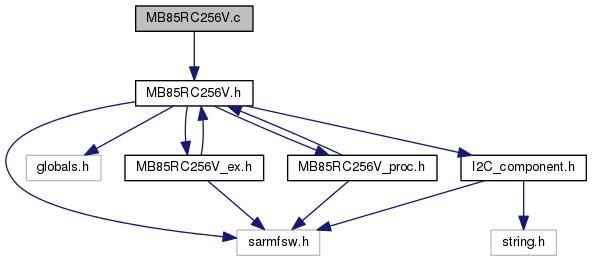 MB85RC256V.c
MB85RC256V.h
globals.h
MB85RC256V_ex.h
MB85RC256V_proc.h
I2C_component.h
sarmfsw.h
string.h